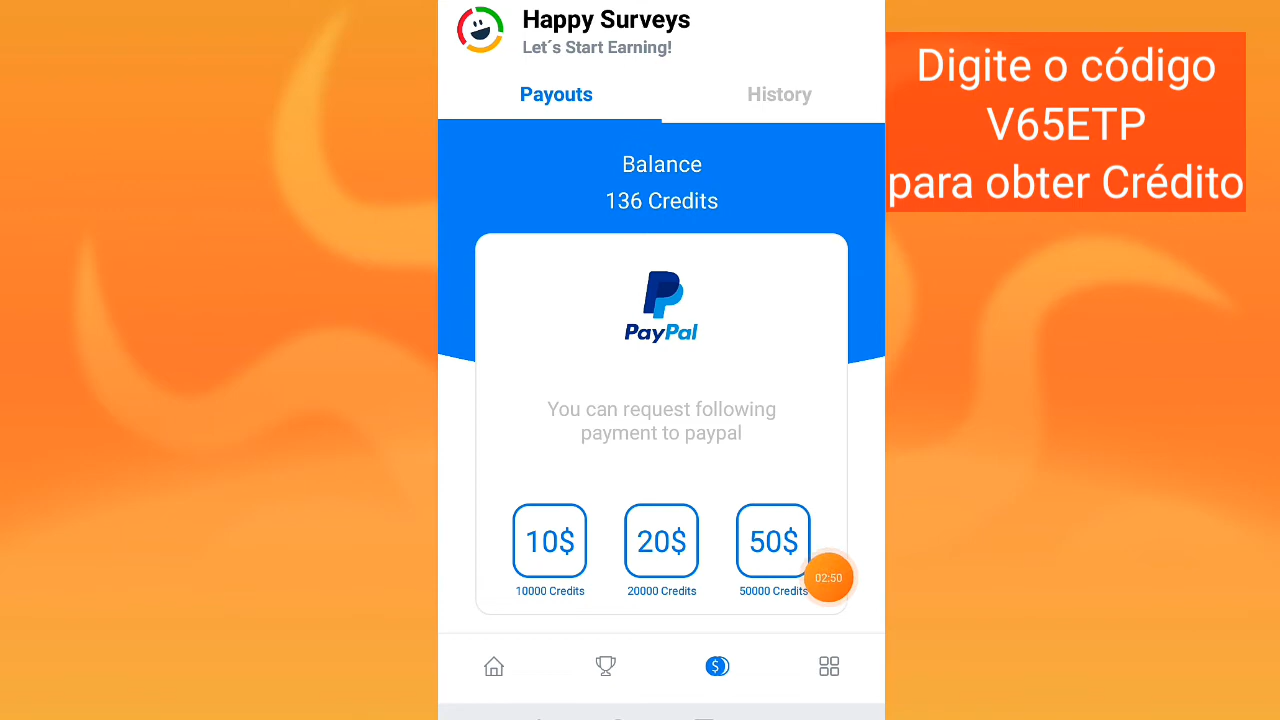 Happy Surveys
Let´s Start Earning!
Payouts
History
Balance
136 Credits
PayPal
You can request following
payment to paypal
10$
20$
50$
10000 Credits
20000 Credits
50000 Credits
02:50
$
Digite o código
V65ETP
para obter Crédito